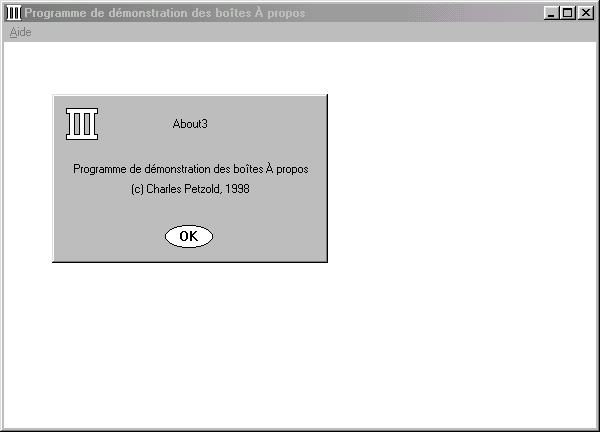 Programme de démonstration des boîtes À propos
Aide
About3
Programme de démonstration des boîtes À propos
(c) Charles Petzold, 1998
OK